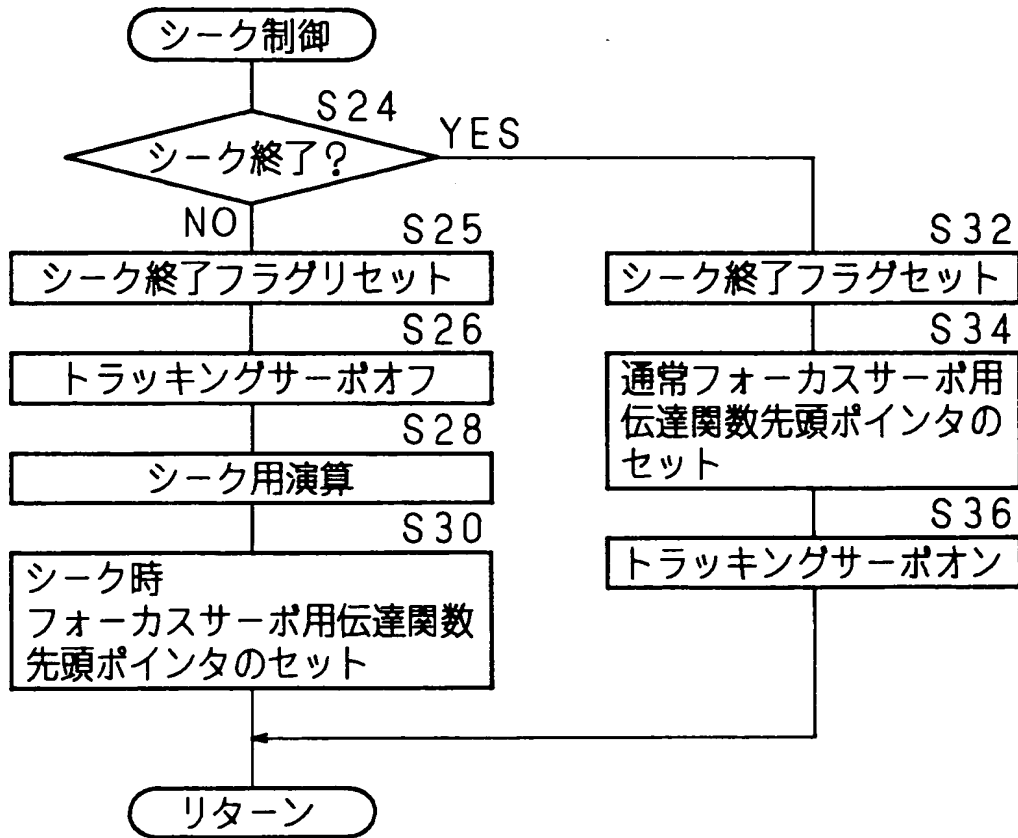 シーク制御
S24
シーク終了?
YES
NO
S25
シーク終了フラグリセット
S26
トラッキングサーボオフ
S28
シーク用演算
S30
シーク時
フォーカスサーボ用伝達関数
先頭ポインタのセット
S32
シーク終了フラグセット
S34
通常フォーカスサーボ用
伝達関数先頭ポインタの
セット
S36
トラッキングサーボオン
リターン